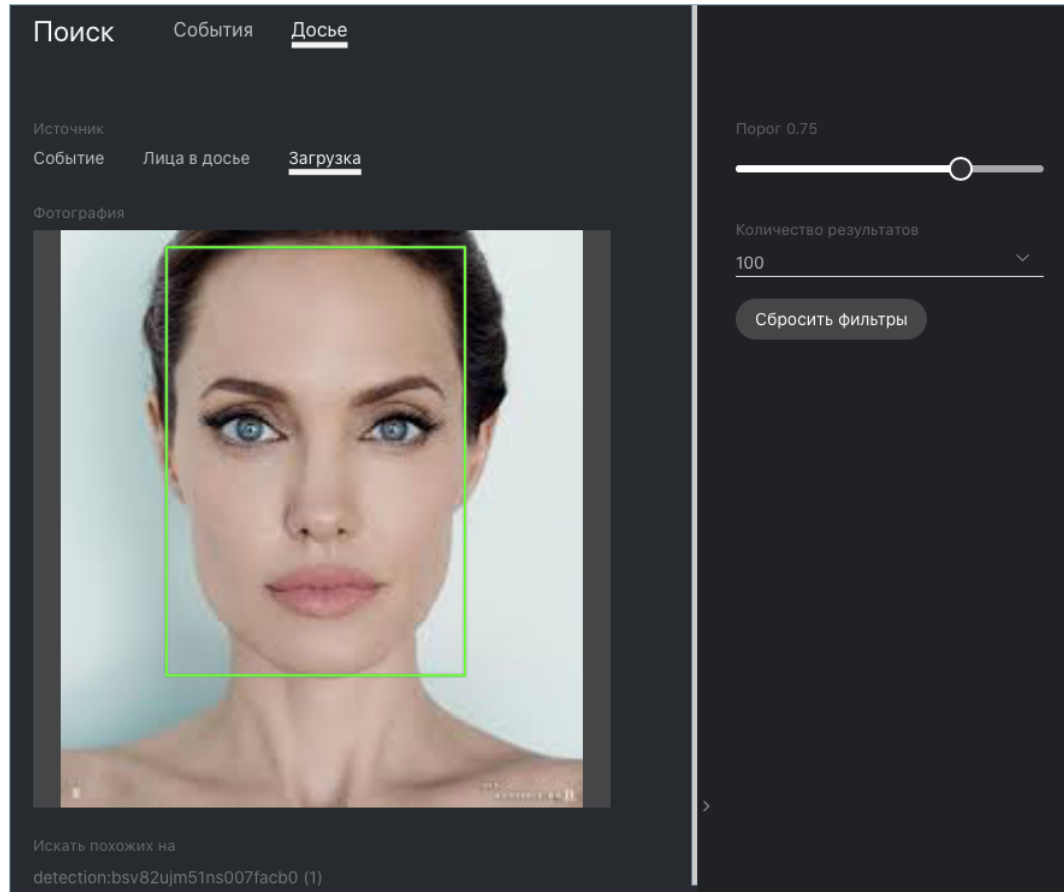 Поиск События Досье
Источник
Событие Лица в досье Загрузка
Фотография
Искать похожих на
detection:bsv82ujm51ns007facb0 (1)
Порог 0.75
Количество результатов
100
Сбросить фильтры